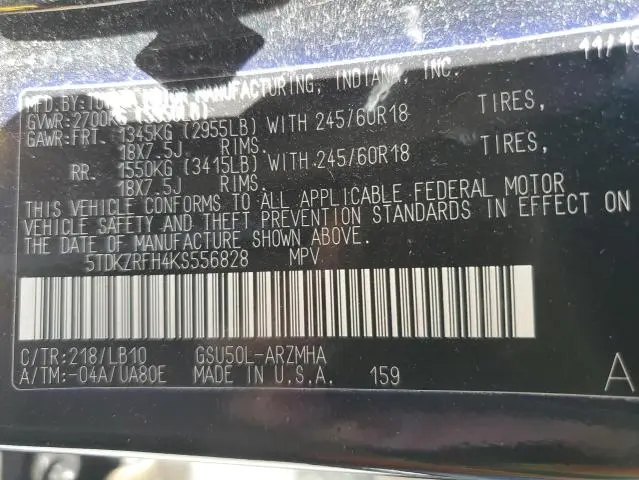 11/18
MFD.BY: MOTOR MANUFACTURING, INDIANA, INC.
GVWR:2700KG
GAWR:FRT. 1345KG (2955LB) WITH 245/60R18 TIRES,
18X7.5J RIMS.
RR. 1550KG (3415LB) WITH 245/60R18 TIRES,
18X7.5J RIMS.
THIS VEHICLE CONFORMS TO ALL APPLICABLE FEDERAL MOTOR
VEHICLE SAFETY AND THEFT PREVENTION STANDARDS IN EFFECT ON
THE DATE OF MANUFACTURE SHOWN ABOVE.
5TDKZRFH4KS556828 MPV
C/TR:218/LB10 GSU50L-ARZMHA
A/TM:-04A/UA80E MADE IN U.S.A. 159 A